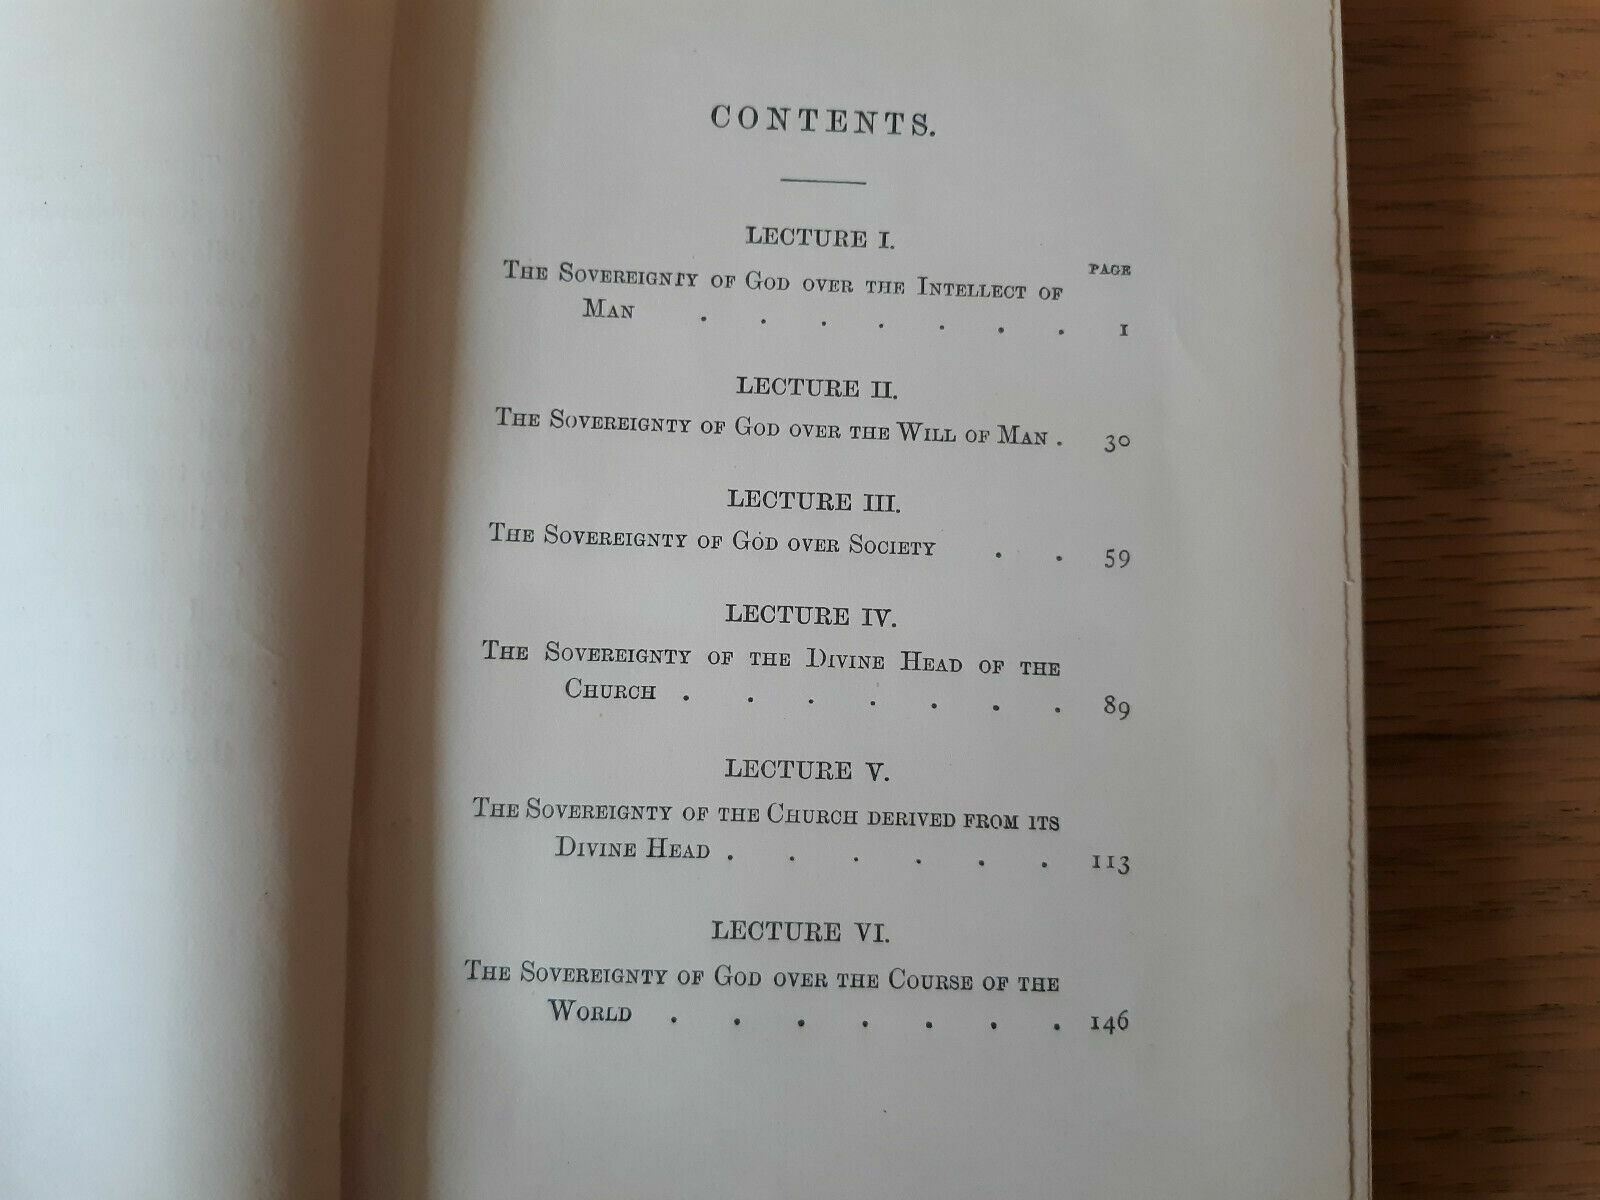 CONTENTS.
LECTURE I.
PAGE
THE SOVEREIGNTY OF GOD OVER THE INTELLECT OF
MAN . . . . . . . 1
LECTURE II.
THE SOVEREIGNTY OF GOD OVER THE WILL OF MAN . 30
LECTURE III.
THE SOVEREIGNTY OF GOD OVER SOCIETY . . 59
LECTURE IV.
THE SOVEREIGNTY OF THE DIVINE HEAD OF THE
CHURCH . . . . . . . 89
LECTURE V.
THE SOVEREIGNTY OF THE CHURCH DERIVED FROM ITS
DIVINE HEAD . . . . . . 113
LECTURE VI.
THE SOVEREIGNTY OF GOD OVER THE COURSE OF THE
WORLD . . . . . . . 146